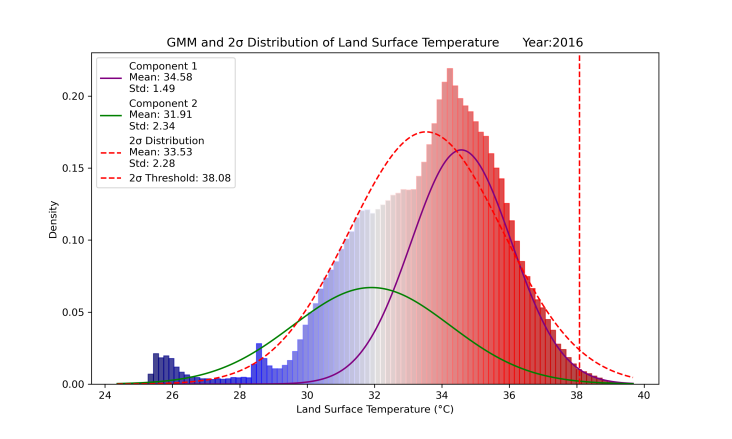 GMM and 2σ Distribution of Land Surface Temperature Year:2016
Component 1
Mean: 34.58
Std: 1.49
Component 2
Mean: 31.91
Std: 2.34
2σ Distribution
Mean: 33.53
Std: 2.28
2σ Threshold: 38.08
Density
0.20
0.15
0.10
0.05
0.00
24 26 28 30 32 34 36 38 40
Land Surface Temperature (°C)